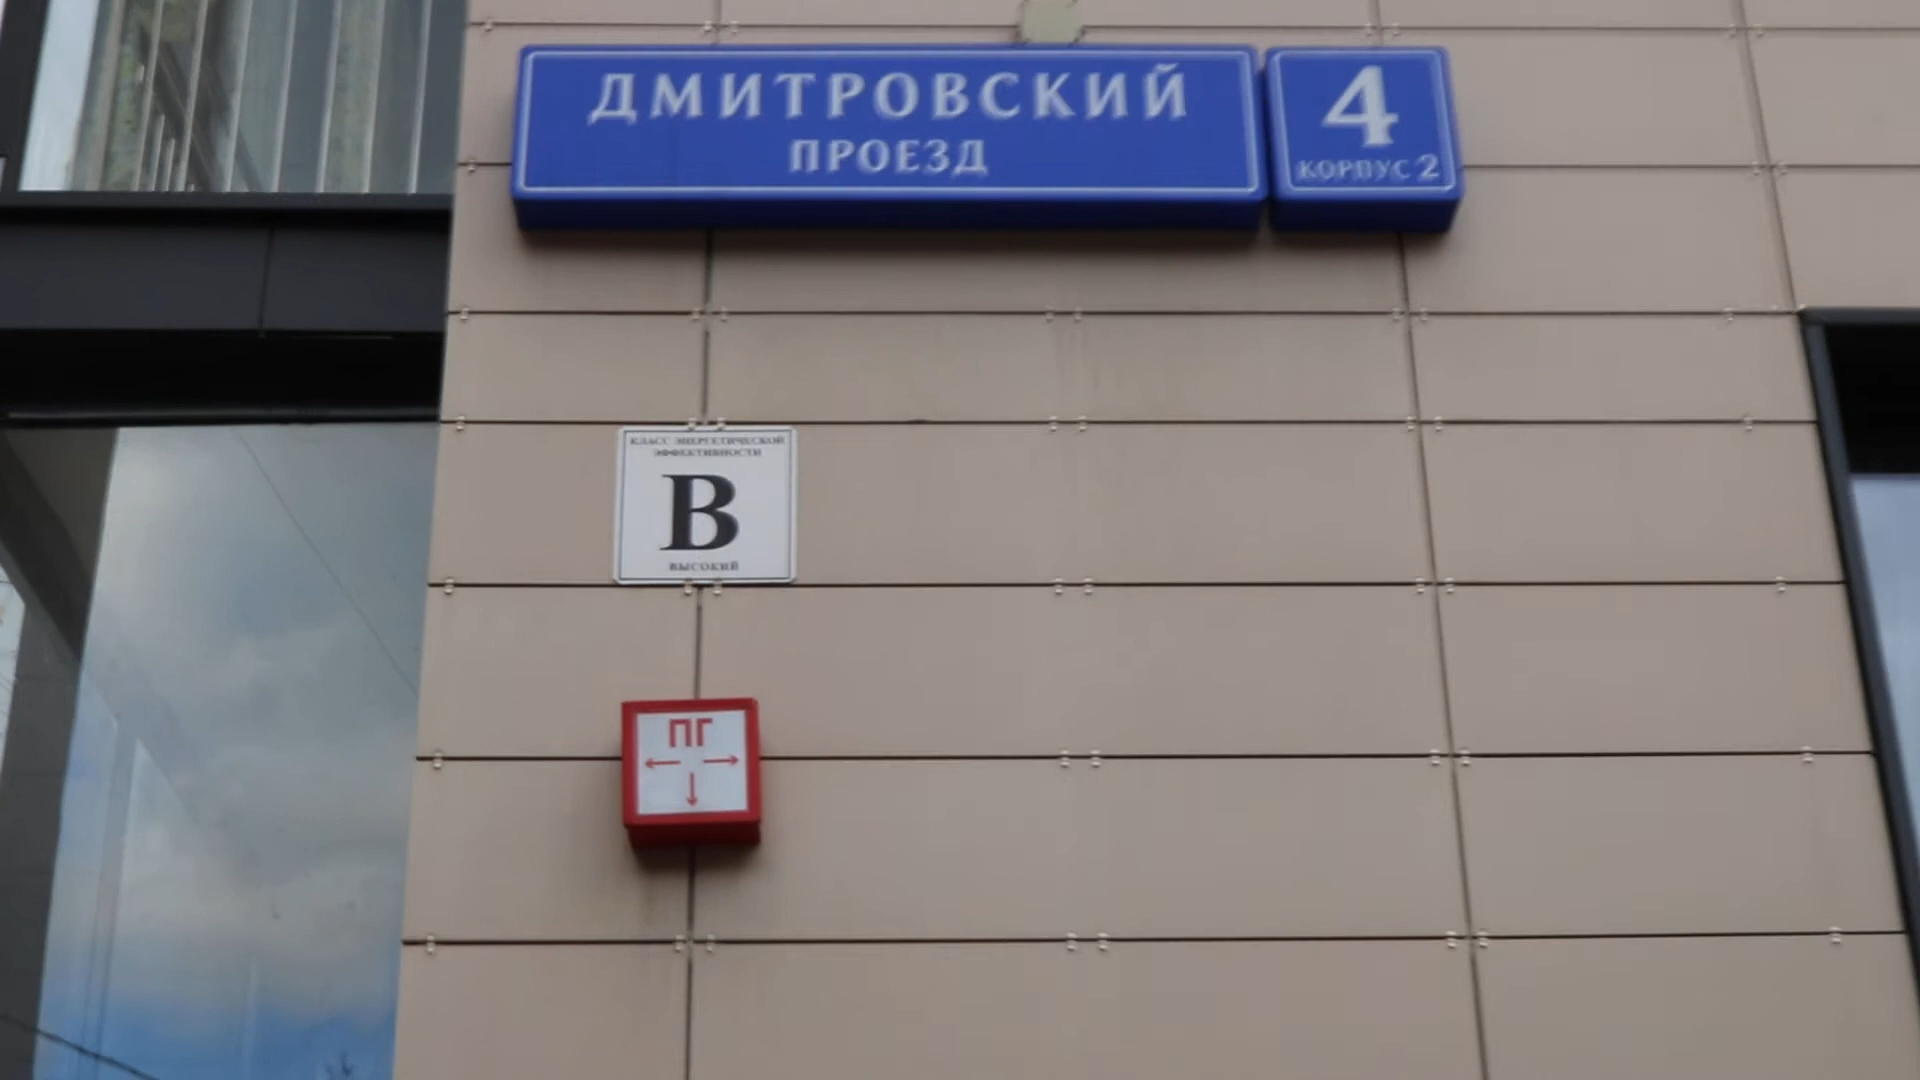 ДМИТРОВСКИЙ
ПРОЕЗД
4
КОРПУС 2
КЛАСС ЭНЕРГЕТИЧЕСКОЙ
ЭФФЕКТИВНОСТИ
В
ВЫСОКИЙ
ПГ